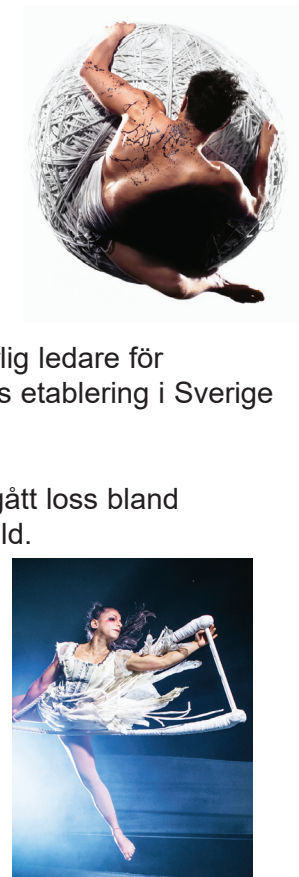 lig ledare för
s etablering i Sverige
gått loss bland
ld.